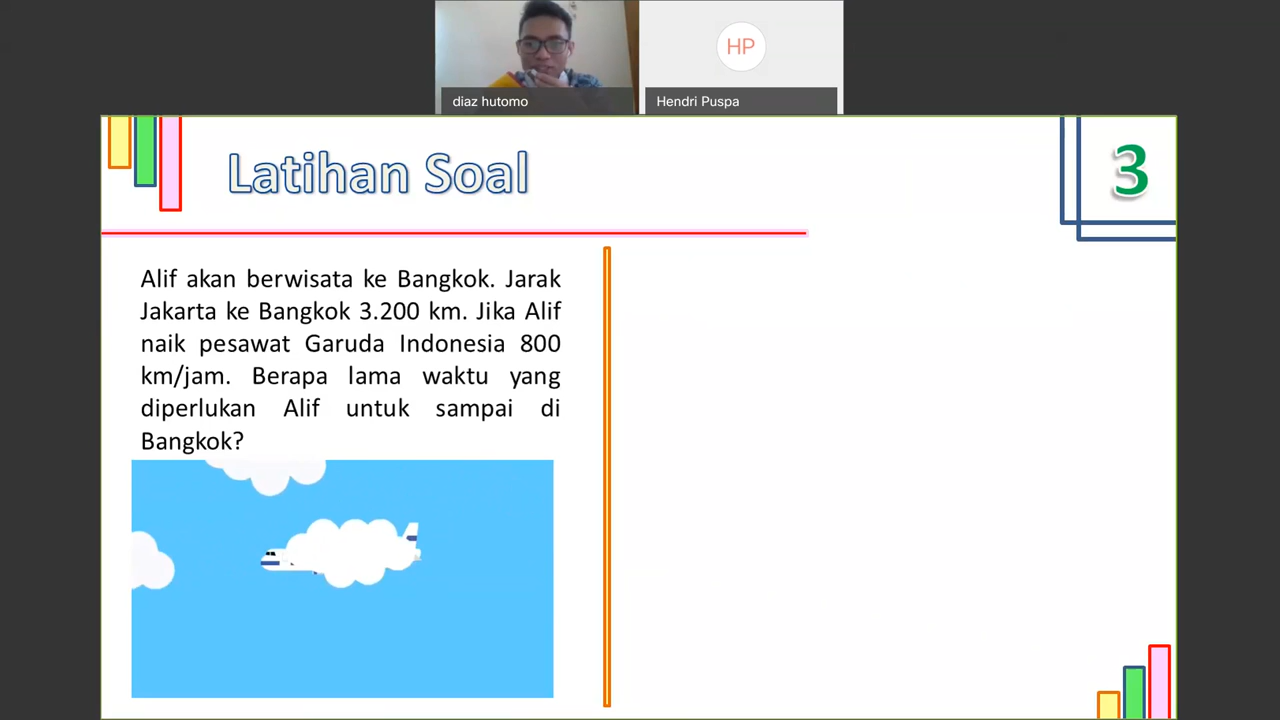 diaz hutomo
HP
Hendri Puspa
Latihan Soal
3
Alif akan berwisata ke Bangkok. Jarak
Jakarta ke Bangkok 3.200 km. Jika Alif
naik pesawat Garuda Indonesia 800
km/jam. Berapa lama waktu yang
diperlukan Alif untuk sampai di
Bangkok?